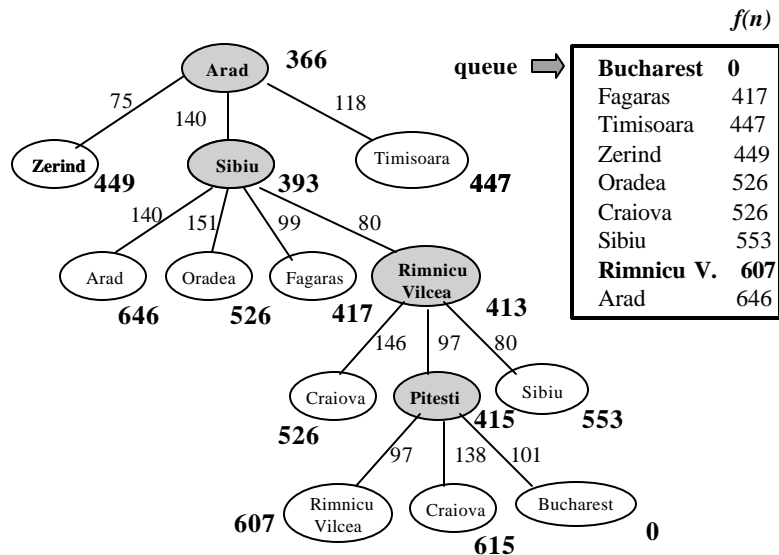 f(n)
Arad 366
queue
Bucharest 0
Fagaras 417
Timisoara 447
Zerind 449
Oradea 526
Craiova 526
Sibiu 553
Rimnicu V. 607
Arad 646
75
140
118
Zerind 449
Sibiu 393
Timisoara 447
140
151
99
80
Arad 646
Oradea 526
Fagaras 417
Rimnicu
Vilcea 413
146
97
80
Craiova 526
Pitesti 415
Sibiu 553
97
138
101
607 Rimnicu
Vilcea
Craiova 615
Bucharest 0